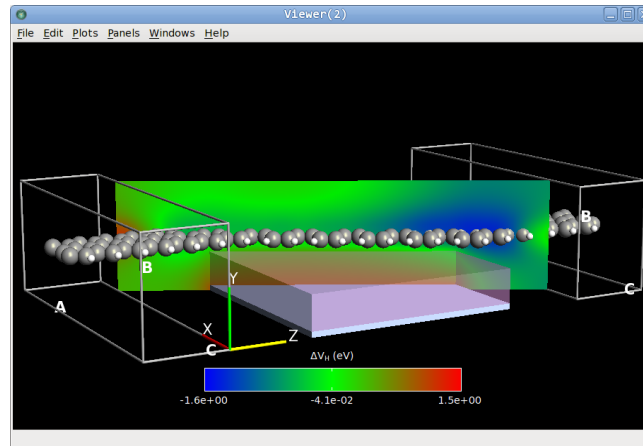 Viewer(2)
File Edit Plots Panels Windows Help
B
B
A
Y
C
X
Z
C
ΔV_H (eV)
-1.6e+00 -4.1e-02 1.5e+00